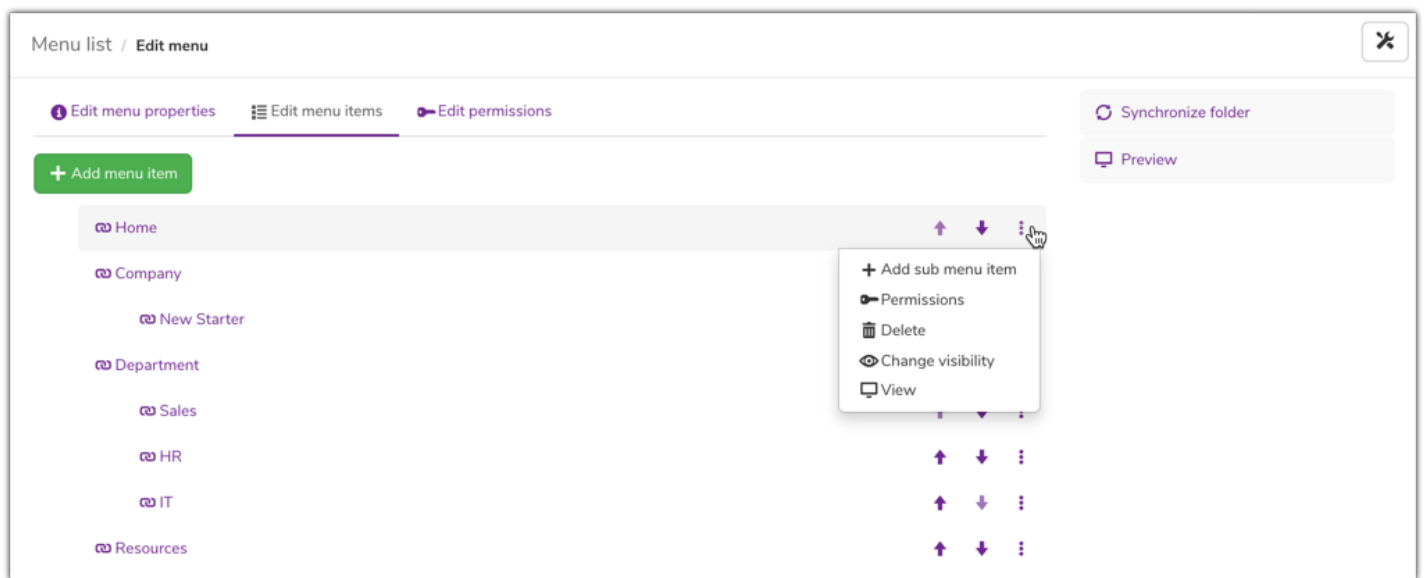 Menu list / Edit menu
Edit menu properties Edit menu items Edit permissions
Synchronize folder
Preview
Add menu item
Home
Company
New Starter
Department
Sales
HR
IT
Resources
Add sub menu item
Permissions
Delete
Change visibility
View